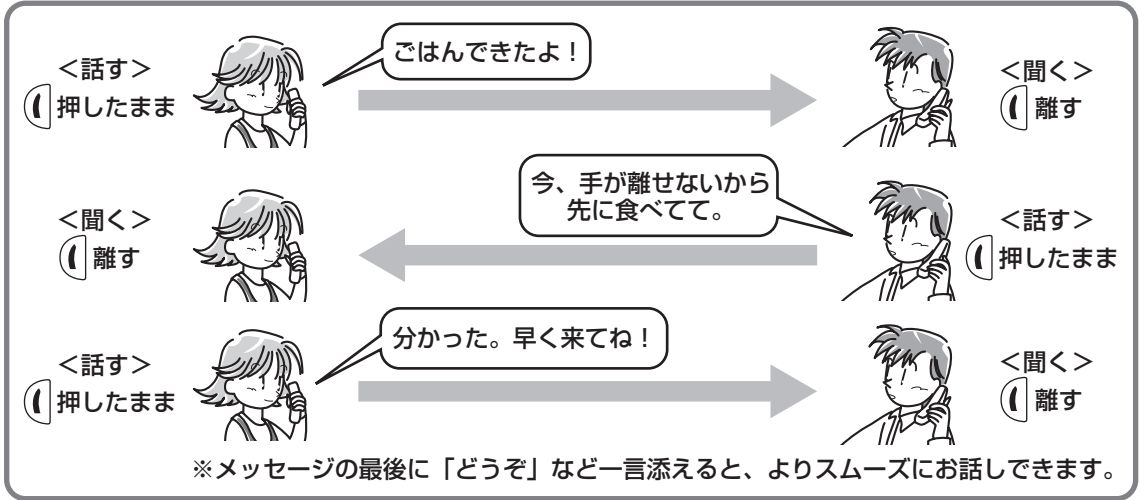 <話す>
押したまま
ごはんできたよ！
<聞く>
離す
<聞く>
離す
今、手が離せないから
先に食べてて。
<話す>
押したまま
<話す>
押したまま
分かった。早く来てね！
<聞く>
離す
※メッセージの最後に「どうぞ」など一言添えると、よりスムーズにお話しできます。